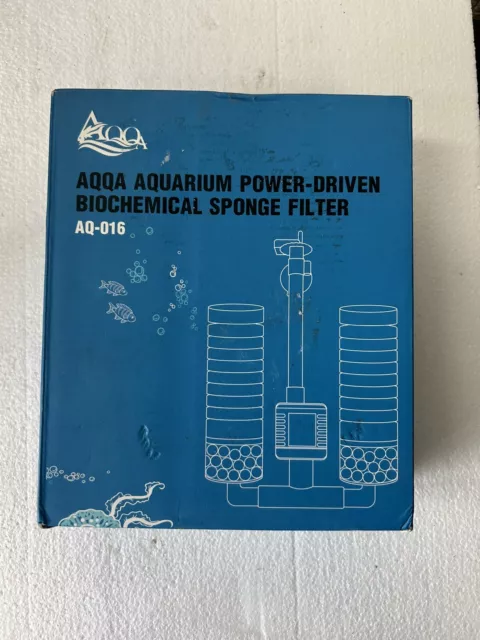 AQQA
AQQA AQUARIUM POWER-DRIVEN
BIOCHEMICAL SPONGE FILTER
AQ-016